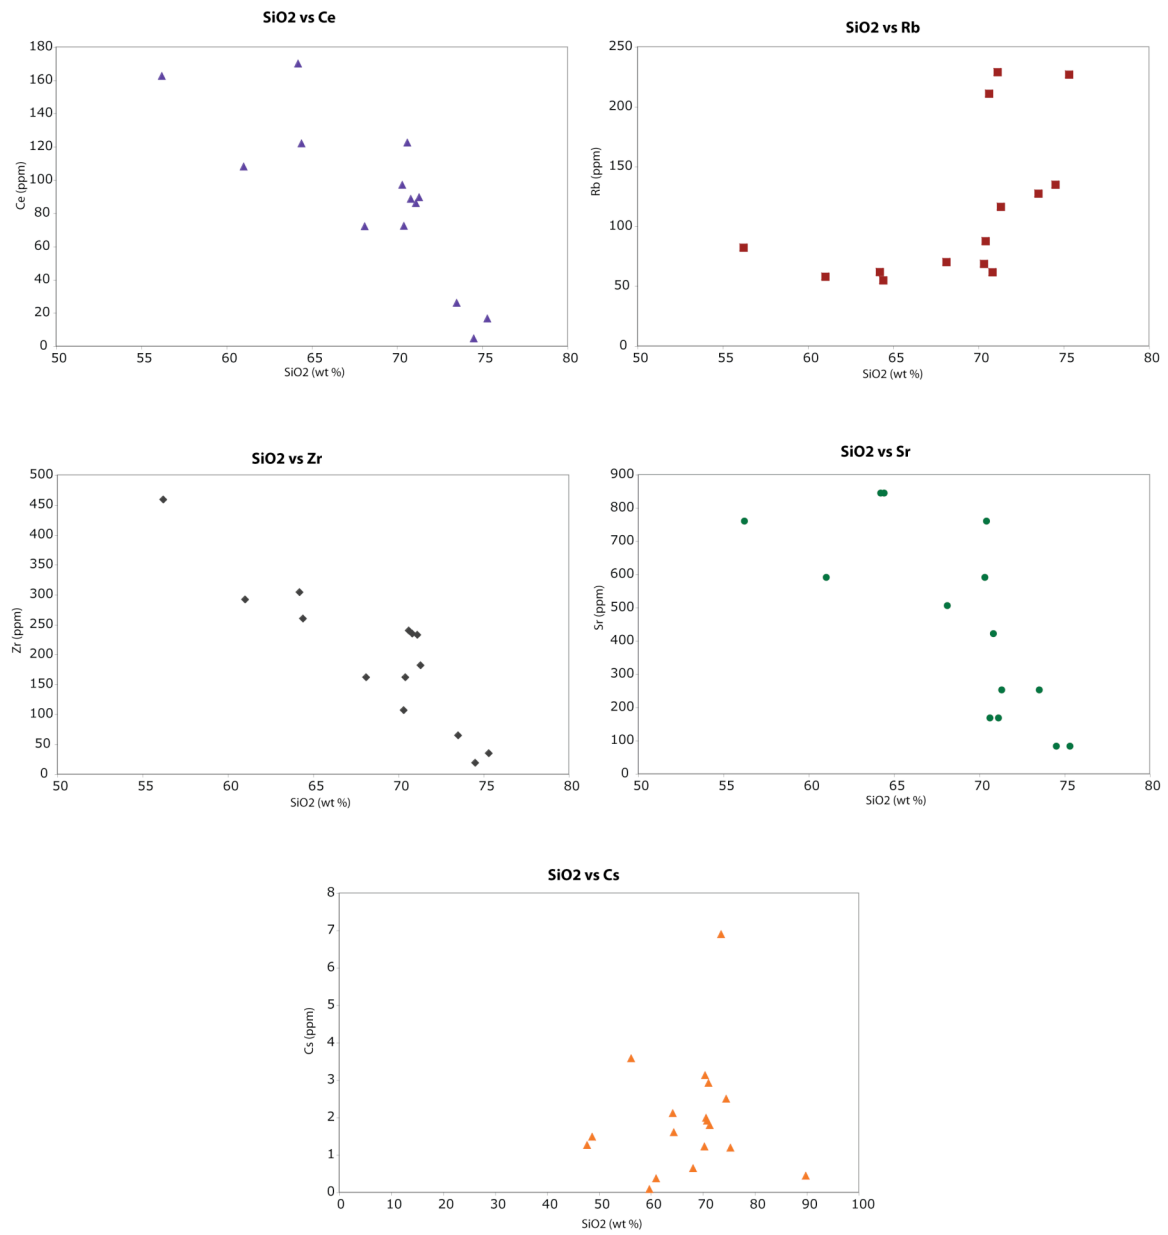 SiO2 vs Ce
180
160
140
120
100
80
60
40
20
0
Ce (ppm)
50 55 60 65 70 75 80
SiO2 (wt %)
SiO2 vs Rb
250
200
150
100
50
0
Rb (ppm)
50 55 60 65 70 75 80
SiO2 (wt %)
SiO2 vs Zr
500
450
400
350
300
250
200
150
100
50
0
Zr (ppm)
50 55 60 65 70 75 80
SiO2 (wt %)
SiO2 vs Sr
900
800
700
600
500
400
300
200
100
0
Sr (ppm)
50 55 60 65 70 75 80
SiO2 (wt %)
SiO2 vs Cs
8
7
6
5
4
3
2
1
0
Cs (ppm)
0 10 20 30 40 50 60 70 80 90 100
SiO2 (wt %)